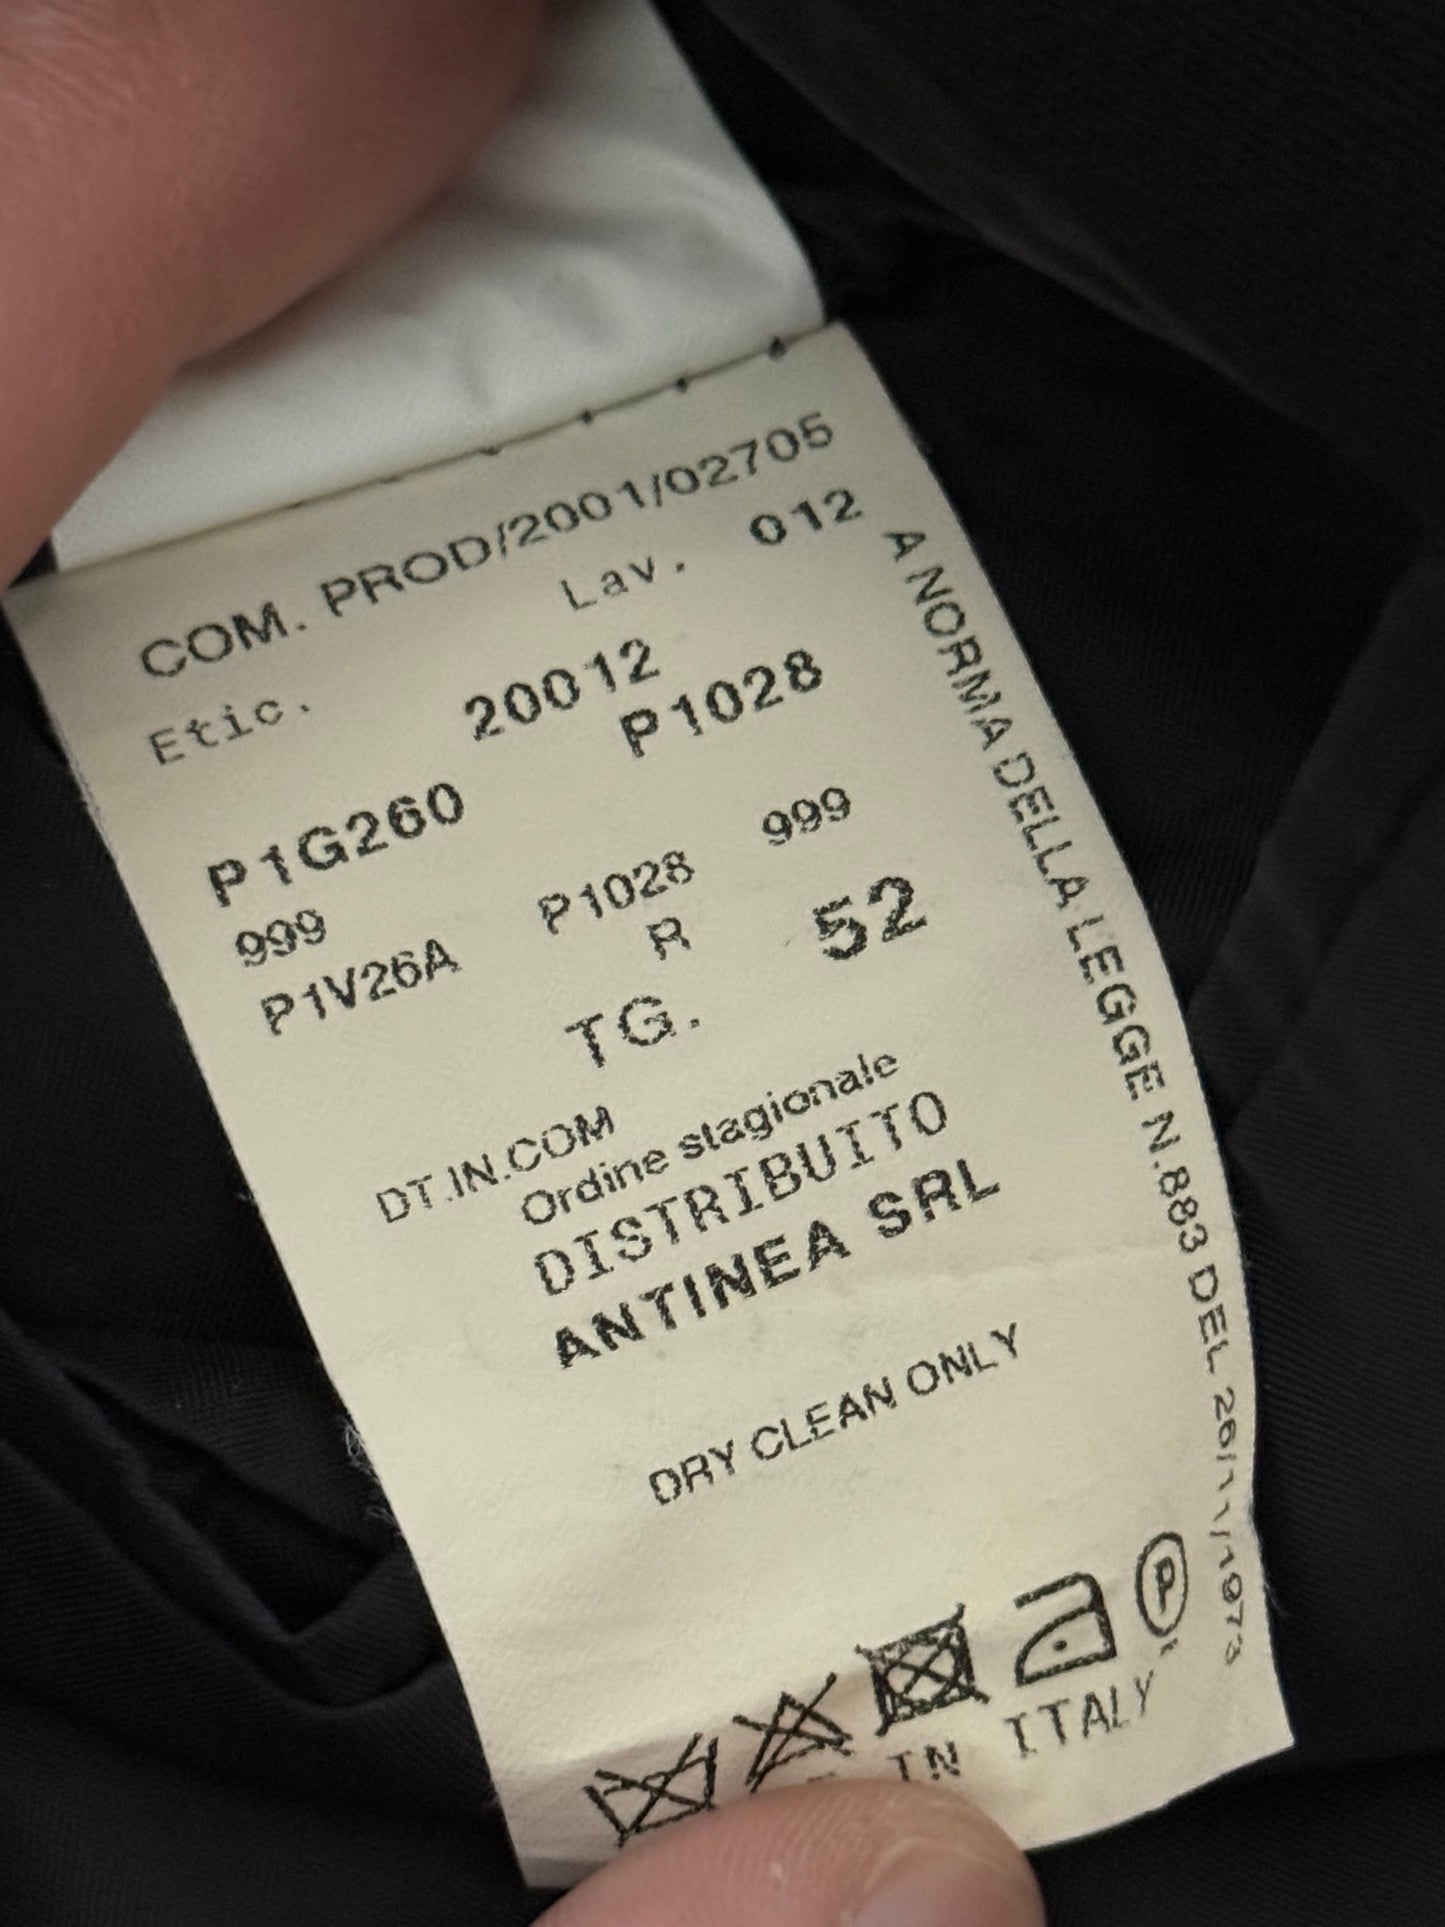 COM. PROD/2001/02705
Lav. 012
Etic. 20012
P1028
P1G260
999 P1028 999
P1V26A R 52
TG.
DT.IN.COM
Ordine stagionale
DISTRIBUITO
ANTINEA SRL
DRY CLEAN ONLY
P
IN ITALY
A NORMA DELLA LEGGE N.883 DEL 26/11/1973